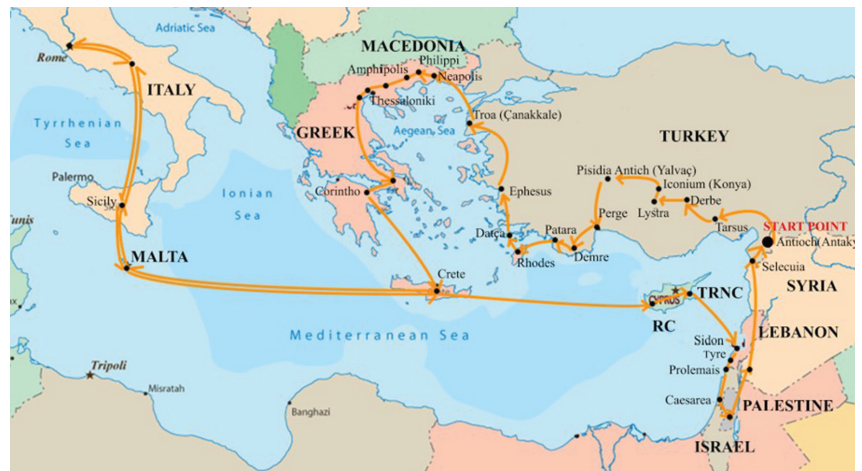 Adriatic Sea
Rome
ITALY
MACEDONIA
Philippi
Amphipolis
Neapolis
Thessaloniki
Troa (Çanakkale)
GREEK
Aegean Sea
TURKEY
Tyrrhenian
Sea
Pisidia Antich (Yalvaç)
Iconium (Konya)
Palermo
Ionian
Sea
Corintho
Ephesus
Derbe
Lystra
Sicily
Perge
Tarsus
START POINT
Patara
Datça
Antioch (Antaky
Tunis
MALTA
Rhodes
Demre
Selecuia
Crete
SYRIA
CYPRUS
TRNC
RC
LEBANON
Mediterranean Sea
Sidon
Tyre
Tripoli
Prolemais
Misratah
Caesarea
PALESTINE
Banghazi
ISRAEL